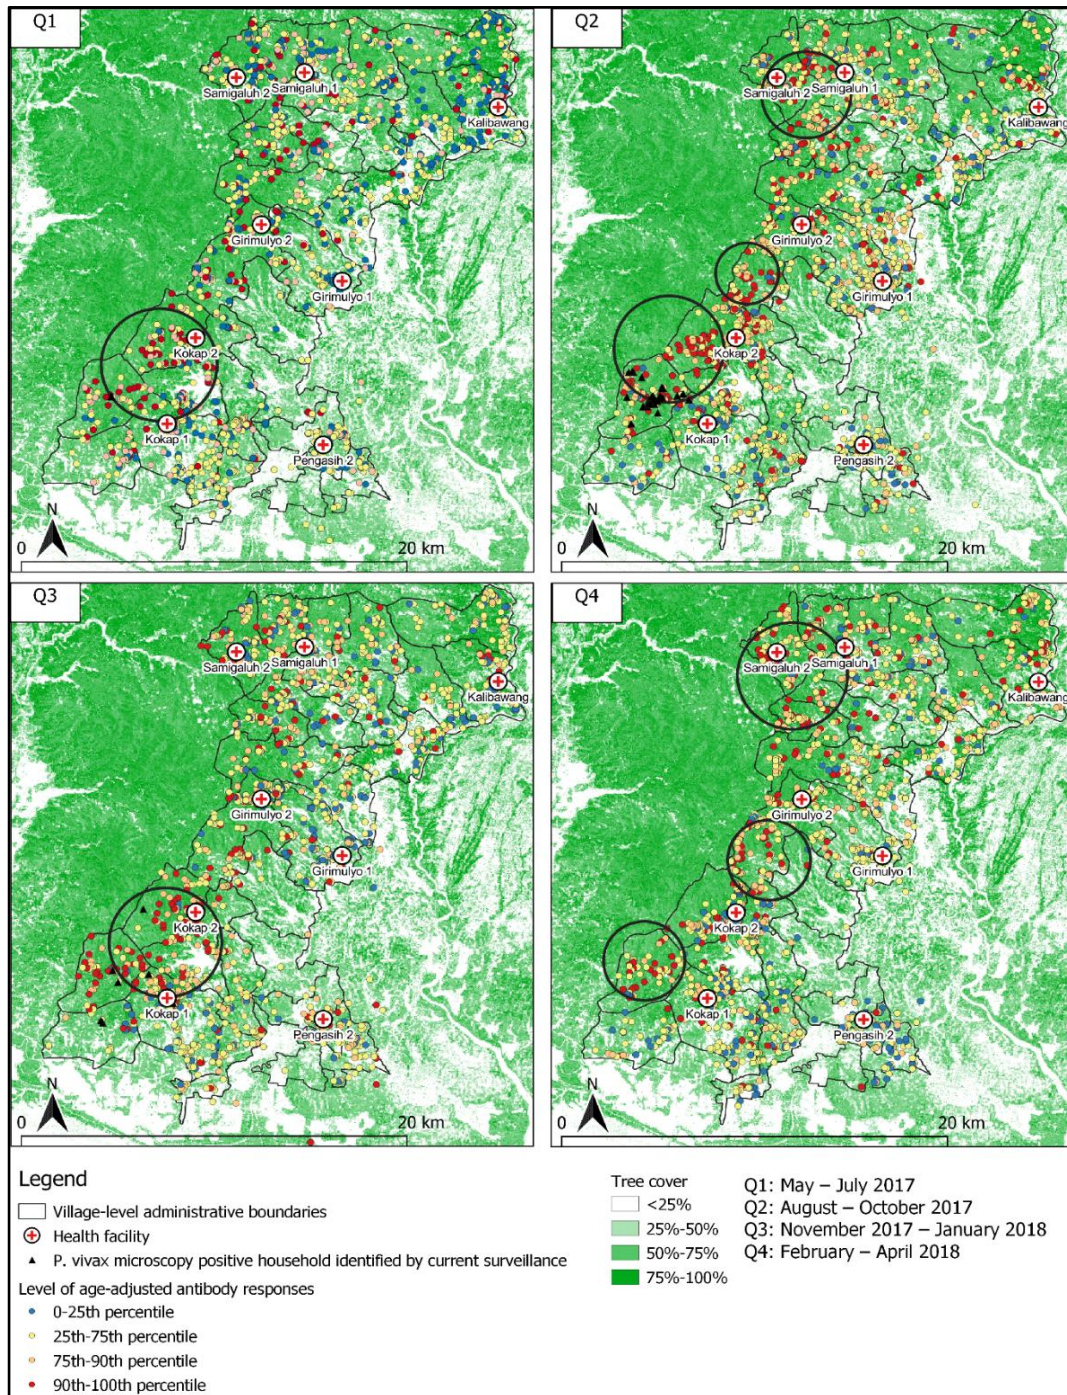 Q1
Samigaluh 2
Samigaluh 1
Kalibawang
Girimulyo 2
Girimulyo 1
Kokap 2
Kokap 1
Pengasih 2
N
0
20 km
Q2
Samigaluh 2
Samigaluh 1
Kalibawang
Girimulyo 2
Girimulyo 1
Kokap 2
Kokap 1
Pengasih 2
N
0
20 km
Q3
Samigaluh 2
Samigaluh 1
Kalibawang
Girimulyo 2
Girimulyo 1
Kokap 2
Kokap 1
Pengasih 2
N
0
20 km
Q4
Samigaluh 2
Samigaluh 1
Kalibawang
Girimulyo 2
Girimulyo 1
Kokap 2
Kokap 1
Pengasih 2
N
0
20 km
Legend
Village-level administrative boundaries
Health facility
P. vivax microscopy positive household identified by current surveillance
Level of age-adjusted antibody responses
0-25th percentile
25th-75th percentile
75th-90th percentile
90th-100th percentile
Tree cover
<25%
25%-50%
50%-75%
75%-100%
Q1: May – July 2017
Q2: August – October 2017
Q3: November 2017 – January 2018
Q4: February – April 2018